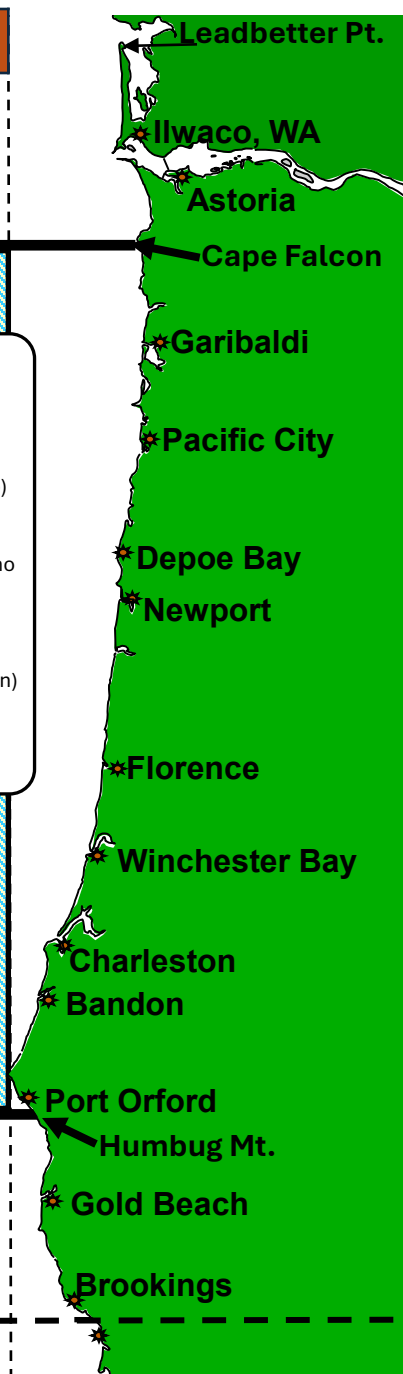 Leadbetter Pt.
Ilwaco, WA
Astoria
Cape Falcon
Garibaldi
Pacific City
)
no
Depoe Bay
Newport
n)
Florence
Winchester Bay
Charleston
Bandon
Port Orford
Humbug Mt.
Gold Beach
Brookings